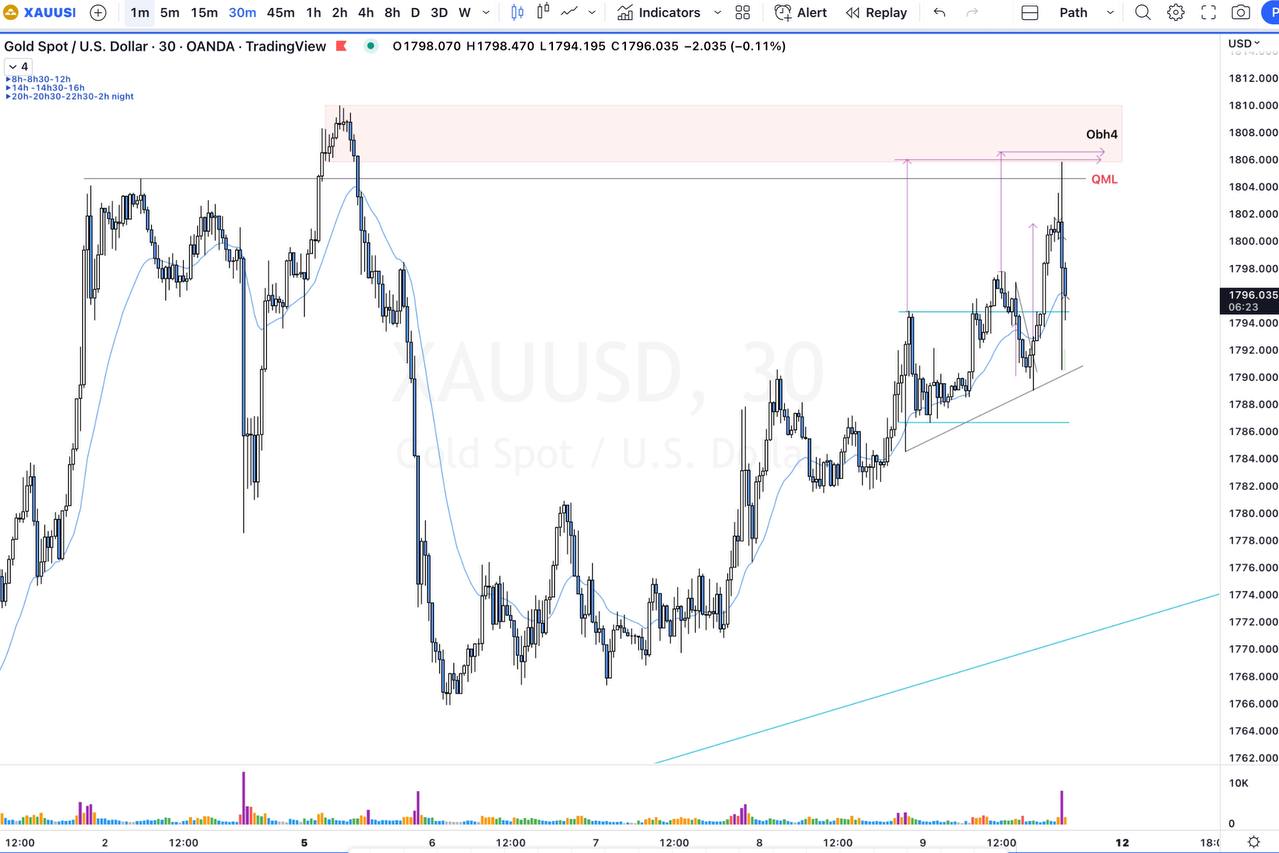 XAUUSI 1m 5m 15m 30m 45m 1h 2h 4h 8h D 3D W Indicators Alert Replay Path P
Gold Spot / U.S. Dollar · 30 · OANDA · TradingView O1798.070 H1798.470 L1794.195 C1796.035 −2.035 (−0.11%) USD
4
8h-8h30-12h
14h -14h30-16h
20h-20h30-22h30-2h night
1814.000
1812.000
1810.000
1808.000
1806.000
1804.000
1802.000
1800.000
1798.000
1796.035
06:23
1794.000
1792.000
1790.000
1788.000
1786.000
1784.000
1782.000
1780.000
1778.000
1776.000
1774.000
1772.000
1770.000
1768.000
1766.000
1764.000
1762.000
Obh4
QML
XAUUSD, 30
Gold Spot / U.S. Dollar
10K
0
12:00 2 12:00 5 12:00 6 12:00 7 12:00 8 12:00 9 12:00 12 18:0